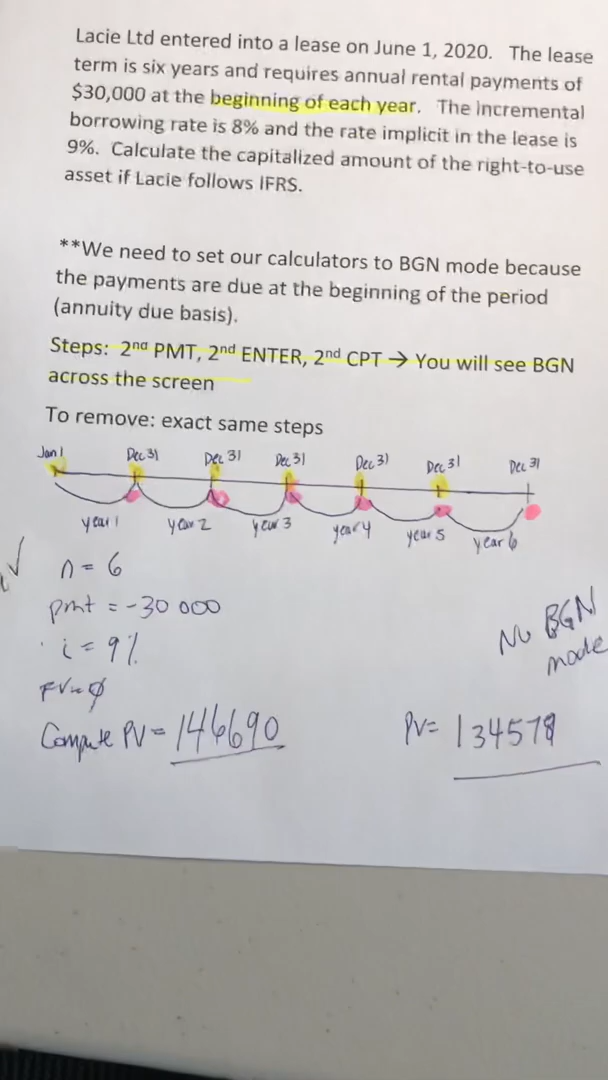 Lacie Ltd entered into a lease on June 1, 2020. The lease
term is six years and requires annual rental payments of
$30,000 at the beginning of each year. The incremental
borrowing rate is 8% and the rate implicit in the lease is
9%. Calculate the capitalized amount of the right-to-use
asset if Lacie follows IFRS.
**We need to set our calculators to BGN mode because
the payments are due at the beginning of the period
(annuity due basis).
Steps: 2nd PMT, 2nd ENTER, 2nd CPT → You will see BGN
across the screen
To remove: exact same steps
Jan 1 Dec 31 Dec 31 Dec 31 Dec 31 Dec 31 Dec 31
year 1 year 2 year 3 year 4 year 5 year 6
n = 6
pmt = -30 000
i = 9%
FV = ∅
Compute PV = 146690
No BGN
mode
PV = 134578